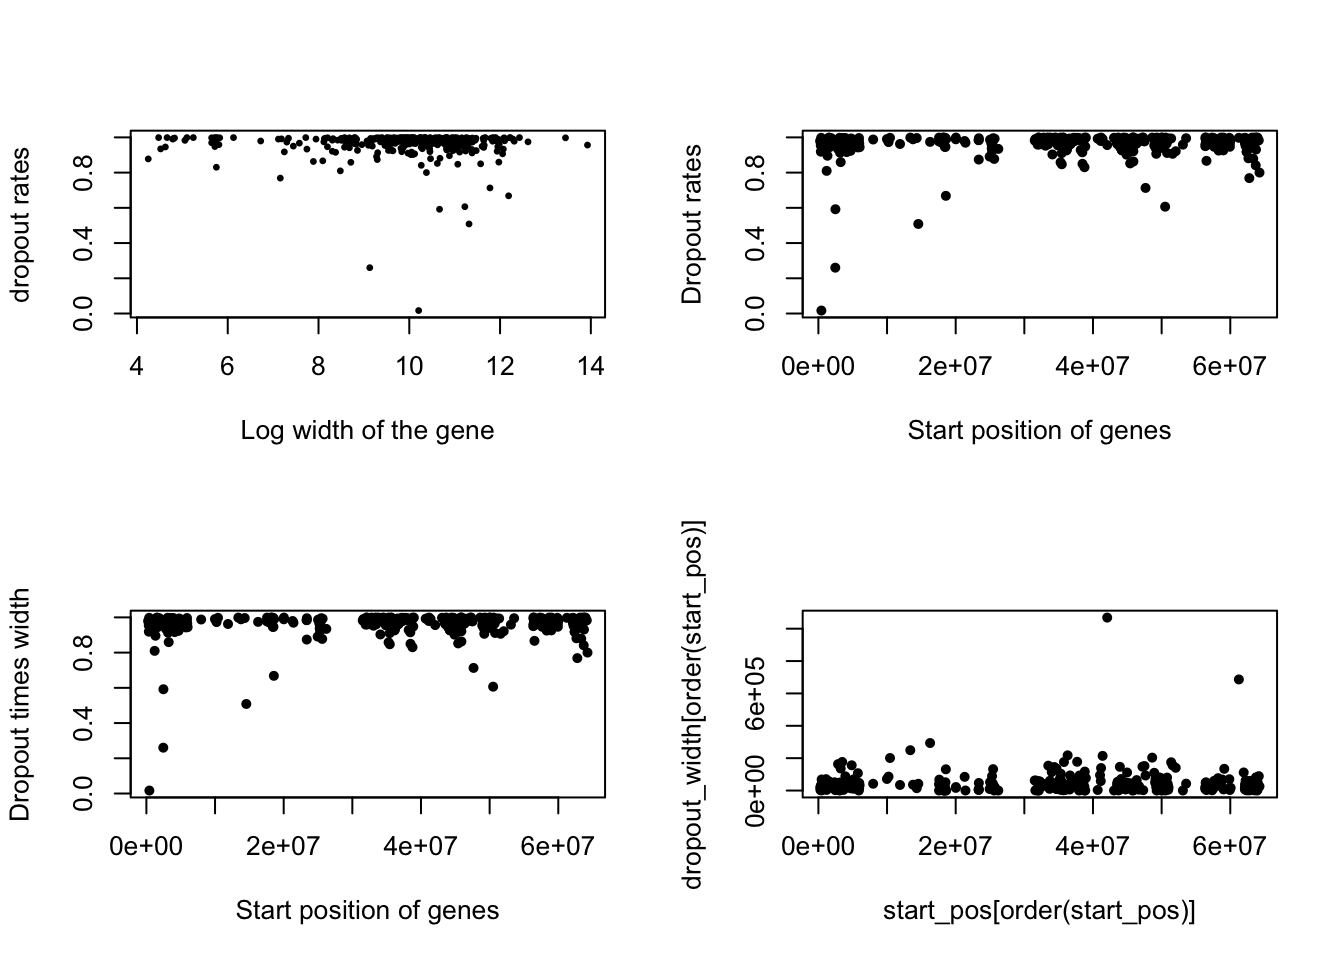 dropout rates
0.0 0.4 0.8
4 6 8 10 12 14
Log width of the gene
Dropout rates
0.0 0.4 0.8
0e+00 2e+07 4e+07 6e+07
Start position of genes
Dropout times width
0.0 0.4 0.8
0e+00 2e+07 4e+07 6e+07
Start position of genes
dropout_width[order(start_pos)]
0e+00 6e+05
0e+00 2e+07 4e+07 6e+07
start_pos[order(start_pos)]